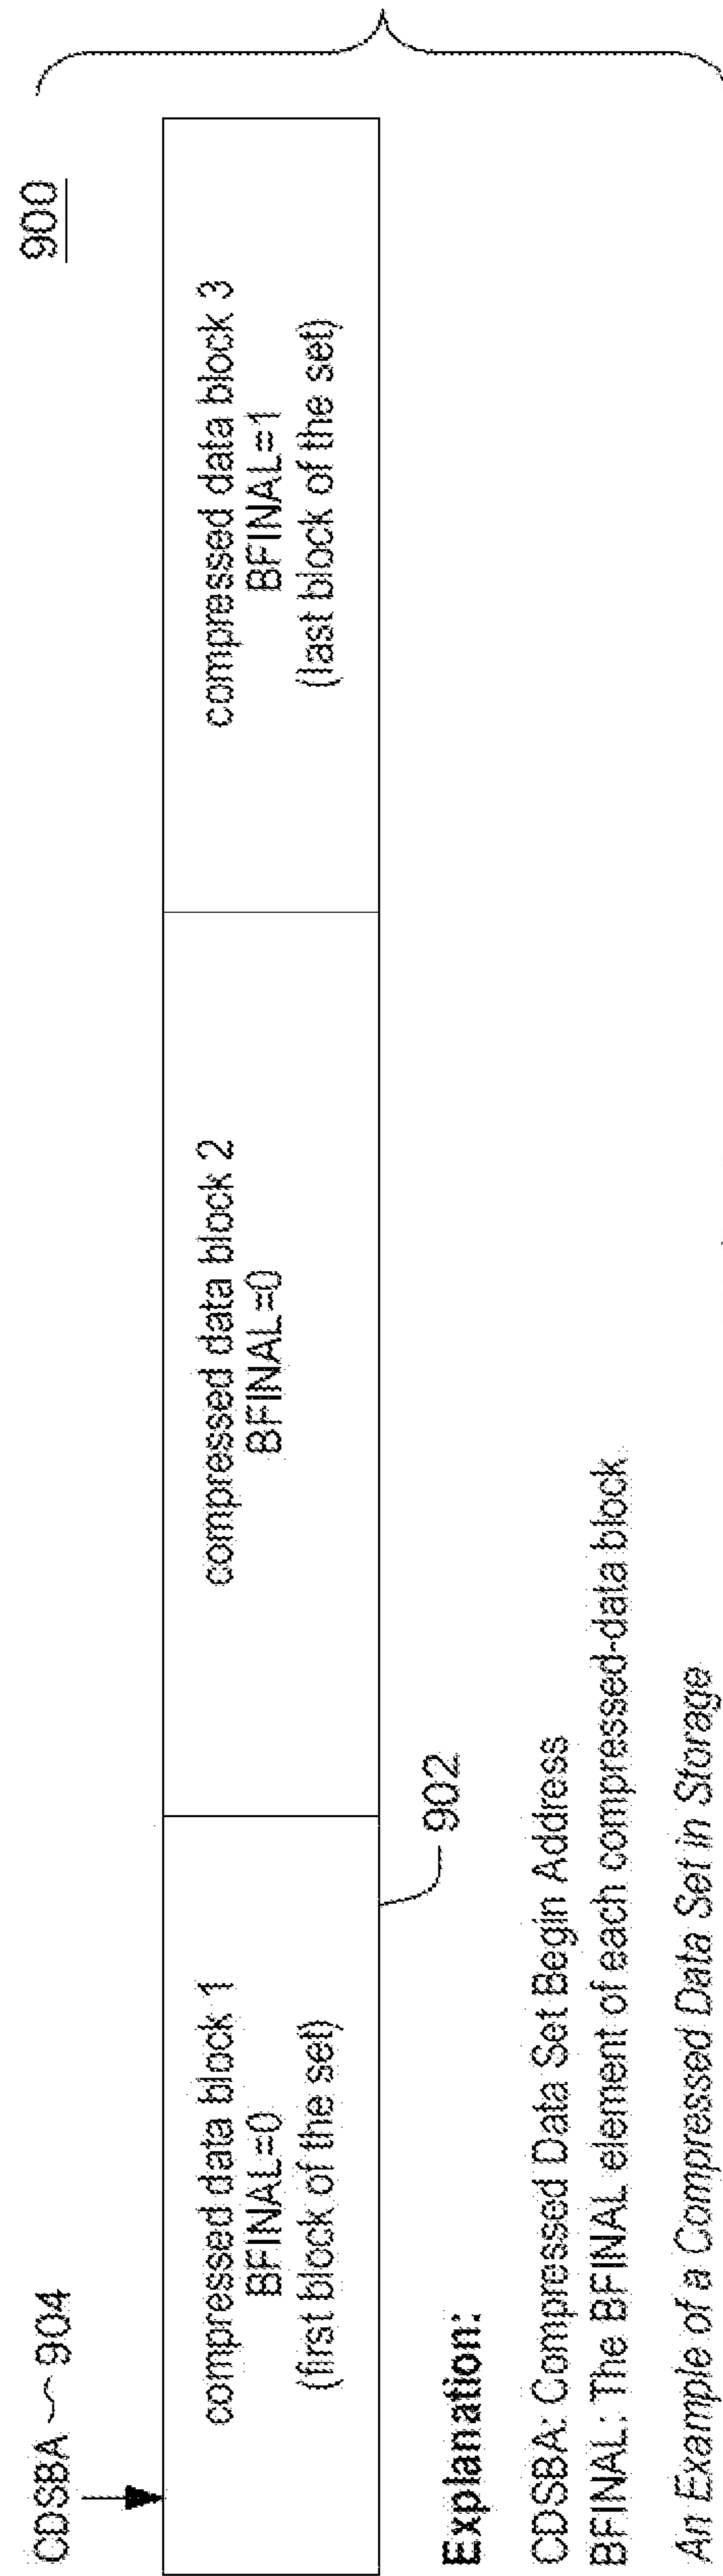 900
CDSBA 904
compressed data block 1
BFINAL=0
(first block of the set)
compressed data block 2
BFINAL=0
compressed data block 3
BFINAL=1
(last block of the set)
902
Explanation:
CDSBA: Compressed Data Set Begin Address
BFINAL: The BFINAL element of each compressed-data block
An Example of a Compressed Data Set in Storage